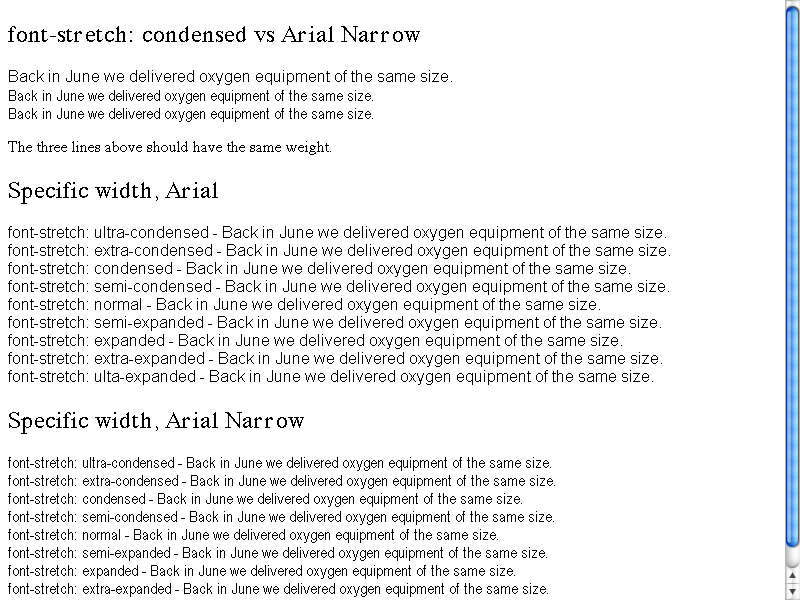 font-stretch: condensed vs Arial Narrow
Back in June we delivered oxygen equipment of the same size.
Back in June we delivered oxygen equipment of the same size.
Back in June we delivered oxygen equipment of the same size.
The three lines above should have the same weight.
Specific width, Arial
font-stretch: ultra-condensed - Back in June we delivered oxygen equipment of the same size.
font-stretch: extra-condensed - Back in June we delivered oxygen equipment of the same size.
font-stretch: condensed - Back in June we delivered oxygen equipment of the same size.
font-stretch: semi-condensed - Back in June we delivered oxygen equipment of the same size.
font-stretch: normal - Back in June we delivered oxygen equipment of the same size.
font-stretch: semi-expanded - Back in June we delivered oxygen equipment of the same size.
font-stretch: expanded - Back in June we delivered oxygen equipment of the same size.
font-stretch: extra-expanded - Back in June we delivered oxygen equipment of the same size.
font-stretch: ulta-expanded - Back in June we delivered oxygen equipment of the same size.
Specific width, Arial Narrow
font-stretch: ultra-condensed - Back in June we delivered oxygen equipment of the same size.
font-stretch: extra-condensed - Back in June we delivered oxygen equipment of the same size.
font-stretch: condensed - Back in June we delivered oxygen equipment of the same size.
font-stretch: semi-condensed - Back in June we delivered oxygen equipment of the same size.
font-stretch: normal - Back in June we delivered oxygen equipment of the same size.
font-stretch: semi-expanded - Back in June we delivered oxygen equipment of the same size.
font-stretch: expanded - Back in June we delivered oxygen equipment of the same size.
font-stretch: extra-expanded - Back in June we delivered oxygen equipment of the same size.